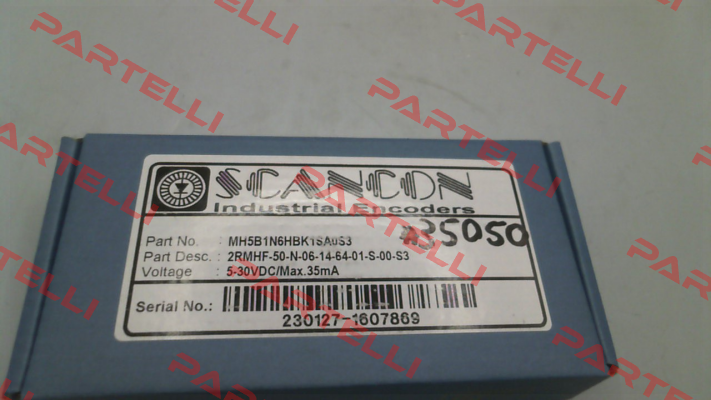 SCANCON
Industrial Encoders
#35050
Part No. : MH5B1N6HBK1SA0S3
Part Desc. : 2RMHF-50-N-06-14-64-01-S-00-S3
Voltage : 5-30VDC/Max.35mA
Serial No.:
230127-1607869
PARTELLI
PARTELLI
PARTELLI
PARTELLI
PARTELLI
PARTELLI
PARTELLI
PARTELLI